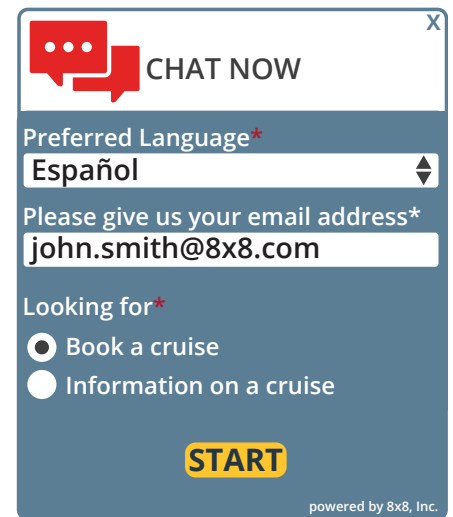 X
CHAT NOW
Preferred Language*
Español
Please give us your email address*
john.smith@8x8.com
Looking for*
Book a cruise
Information on a cruise
START
powered by 8x8, Inc.